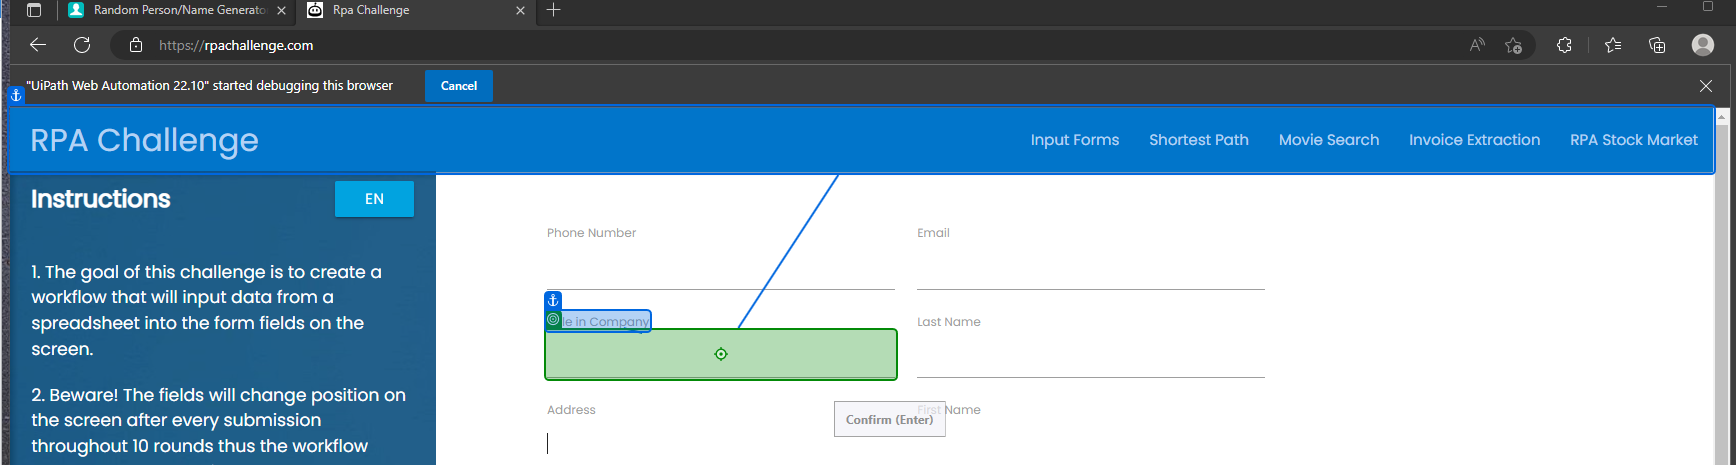 Random Person/Name Generato
Rpa Challenge
https://rpachallenge.com
"UiPath Web Automation 22.10" started debugging this browser
Cancel
RPA Challenge
Input Forms
Shortest Path
Movie Search
Invoice Extraction
RPA Stock Market
Instructions
EN
1. The goal of this challenge is to create a
workflow that will input data from a
spreadsheet into the form fields on the
screen.
2. Beware! The fields will change position on
the screen after every submission
throughout 10 rounds thus the workflow
Phone Number
Email
le in Company
Last Name
Address
First Name
Confirm (Enter)